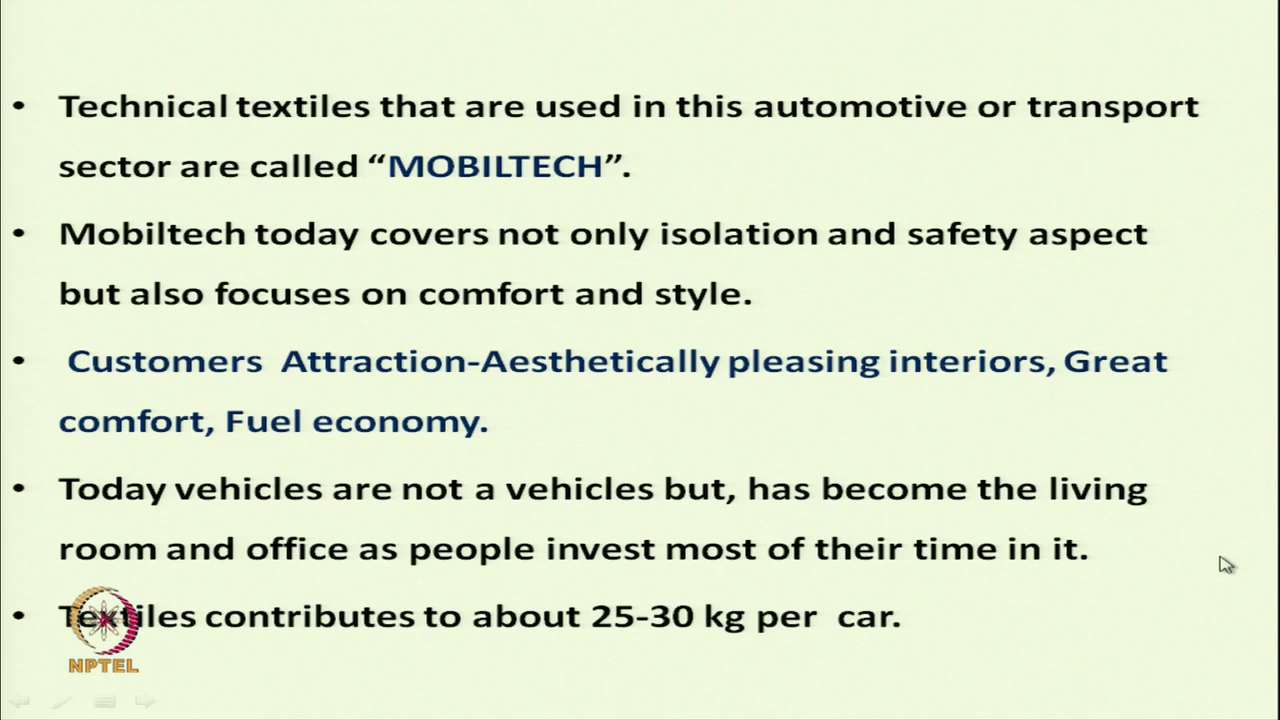 • Technical textiles that are used in this automotive or transport
sector are called “MOBILTECH”.
• Mobiltech today covers not only isolation and safety aspect
but also focuses on comfort and style.
• Customers Attraction-Aesthetically pleasing interiors, Great
comfort, Fuel economy.
• Today vehicles are not a vehicles but, has become the living
room and office as people invest most of their time in it.
• Textiles contributes to about 25-30 kg per car.
NPTEL